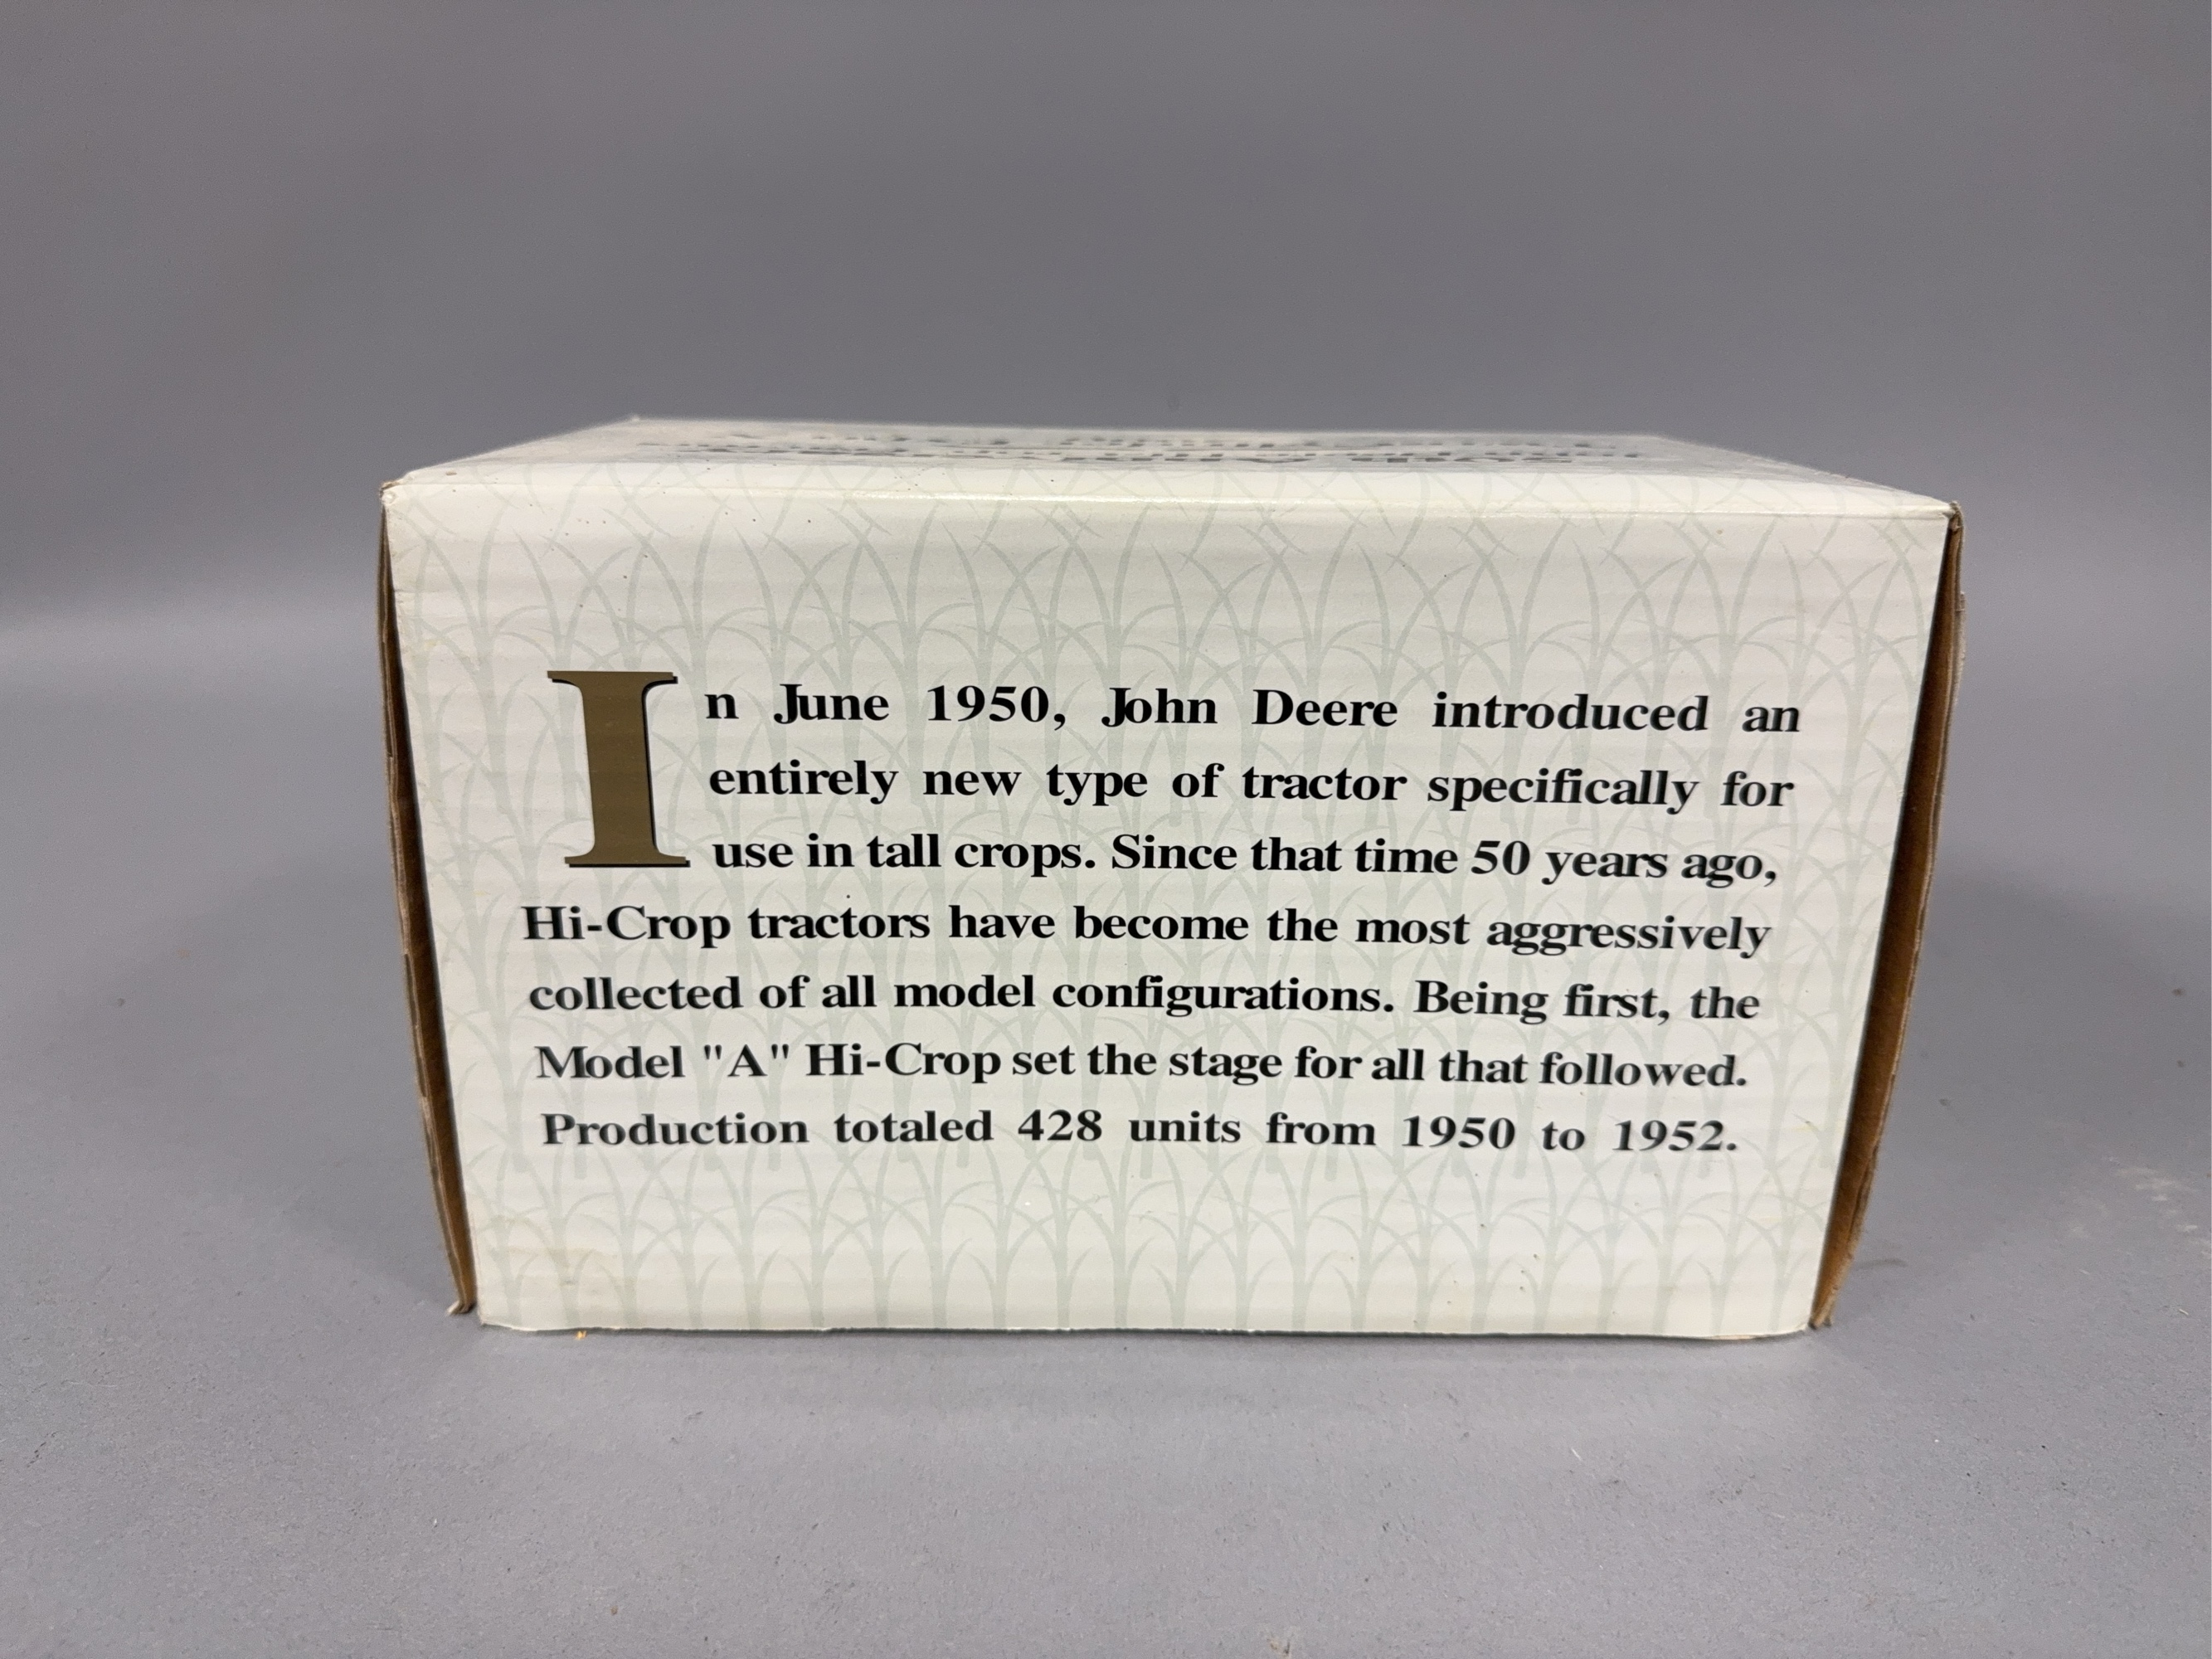 In June 1950, John Deere introduced an
entirely new type of tractor specifically for
use in tall crops. Since that time 50 years ago,
Hi-Crop tractors have become the most aggressively
collected of all model configurations. Being first, the
Model "A" Hi-Crop set the stage for all that followed.
Production totaled 428 units from 1950 to 1952.